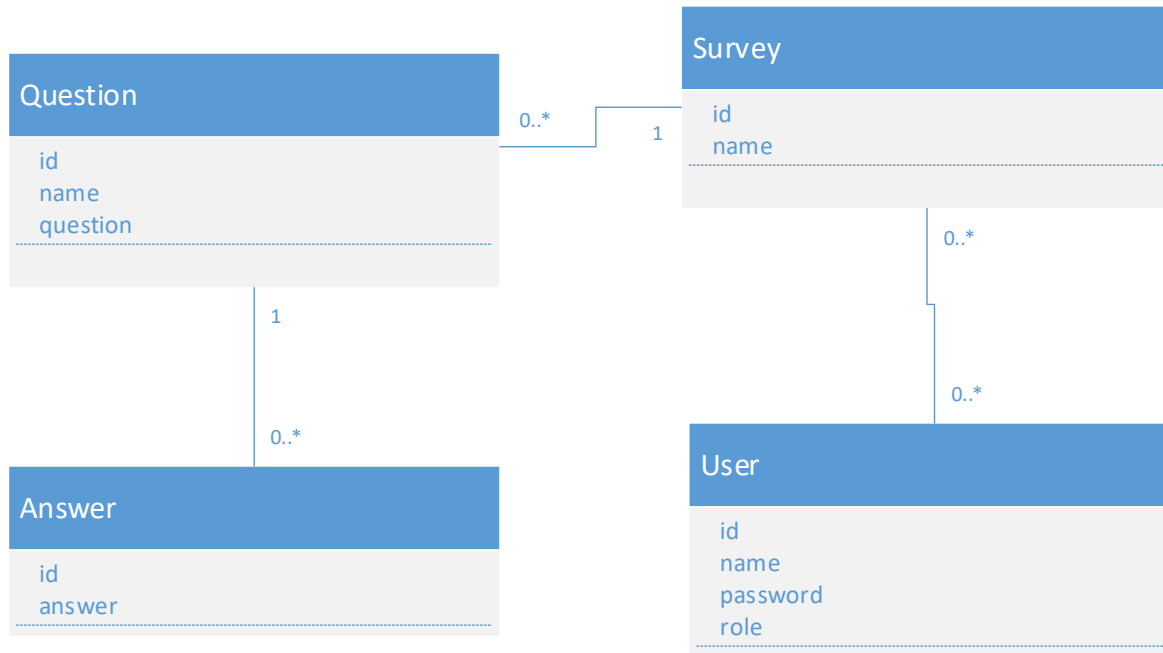 Question
id
name
question
0..*
1
Survey
id
name
1
0..*
0..*
0..*
Answer
id
answer
User
id
name
password
role